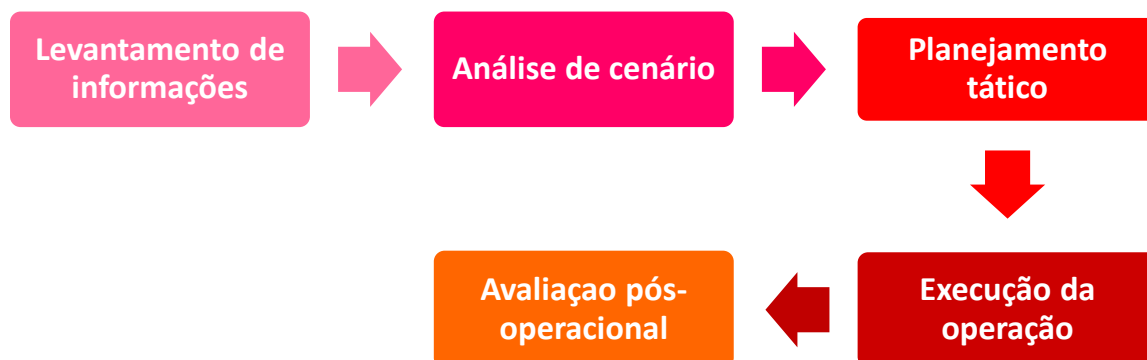 Levantamento de
informações
Análise de cenário
Planejamento
tático
Execução da
operação
Avaliaçao pós-
operacional